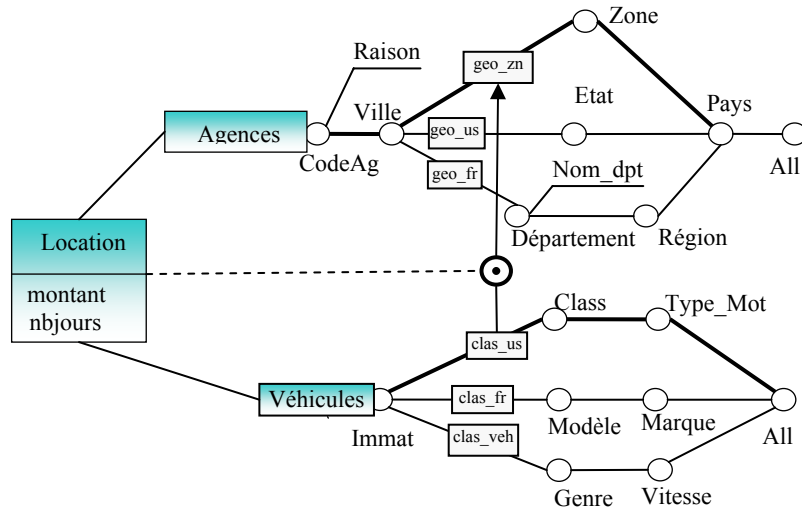 Zone
Raison
geo_zn
Ville
Etat
Pays
Agences
geo_us
CodeAg
All
geo_fr
Nom_dpt
Département
Région
Location
montant
nbjours
Class
Type_Mot
clas_us
Véhicules
clas_fr
Immat
Modèle
Marque
All
clas_veh
Genre
Vitesse